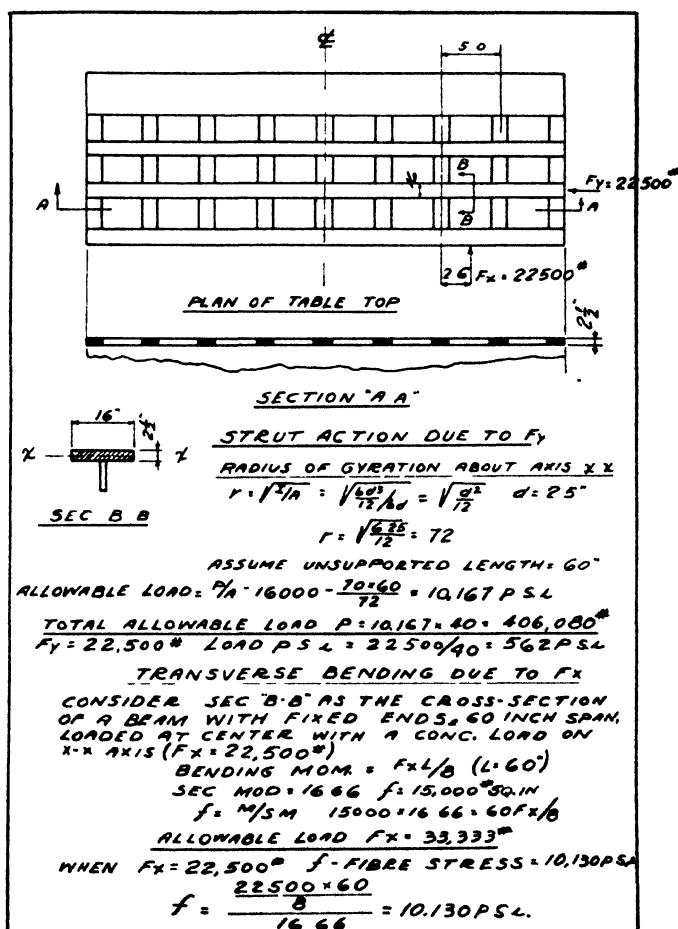 ℄
5 0
B
A
¢
Fy=22500#
A
B
2 6 Fx = 22500#
PLAN OF TABLE TOP
2½"
SECTION "A A"
16"
2½"
x x
SEC B B
STRUT ACTION DUE TO Fy
RADIUS OF GYRATION ABOUT AXIS x x
r = √I/A = √bd³/12/bd = √d²/12 d = 2 5"
r = √6 25/12 = 72
ASSUME UNSUPPORTED LENGTH = 60"
ALLOWABLE LOAD = P/A - 16000 - 70×60/72 = 10,167 P S I
TOTAL ALLOWABLE LOAD P = 10,167 × 40 = 406,080#
Fy = 22,500# LOAD P S I = 22500/40 = 562 P S I
TRANSVERSE BENDING DUE TO Fx
CONSIDER SEC "B-B" AS THE CROSS-SECTION
OF A BEAM WITH FIXED ENDS, 60 INCH SPAN,
LOADED AT CENTER WITH A CONC. LOAD ON
X-X AXIS (Fx = 22,500#)
BENDING MOM. = FxL/8 (L = 60")
SEC MOD = 16 66 f = 15,000# SQ. IN
f = M/SM 15000 × 16 66 = 60Fx/8
ALLOWABLE LOAD Fx = 33,333#
WHEN Fx = 22,500# f - FIBRE STRESS = 10,130 P S I
f = 22500 × 60/8/16 66 = 10.130 P S I.